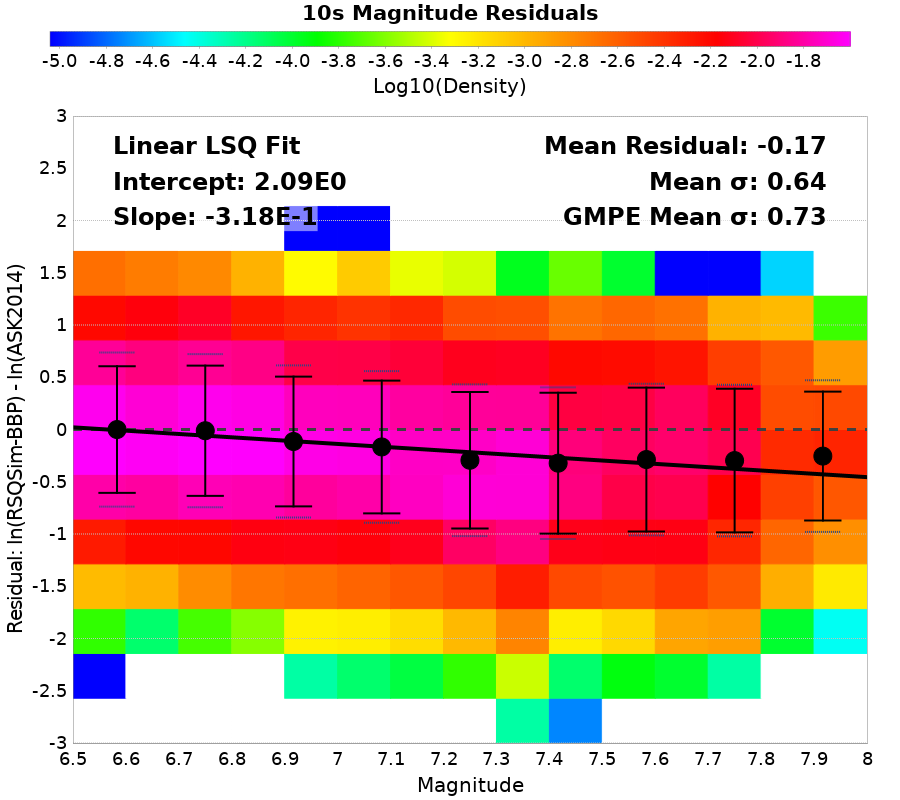 10s Magnitude Residuals
-5.0 -4.8 -4.6 -4.4 -4.2 -4.0 -3.8 -3.6 -3.4 -3.2 -3.0 -2.8 -2.6 -2.4 -2.2 -2.0 -1.8
Log10(Density)
Linear LSQ Fit
Intercept: 2.09E0
Slope: -3.18E-1
Mean Residual: -0.17
Mean σ: 0.64
GMPE Mean σ: 0.73
Residual: ln(RSQSim-BBP) - ln(ASK2014)
3
2.5
2
1.5
1
0.5
0
-0.5
-1
-1.5
-2
-2.5
-3
6.5 6.6 6.7 6.8 6.9 7 7.1 7.2 7.3 7.4 7.5 7.6 7.7 7.8 7.9 8
Magnitude